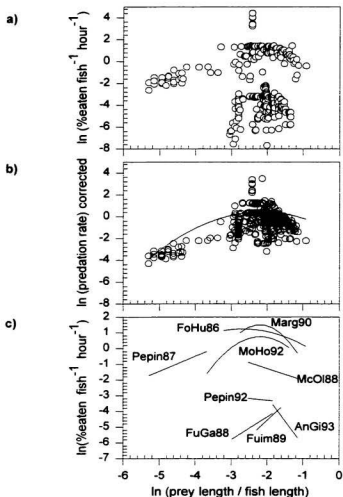 a)
ln (%eaten fish-1 hour-1)
4
2
0
-2
-4
-6
-8
b)
ln (predation rate) corrected
4
2
0
-2
-4
-6
-8
c)
ln(%eaten fish-1 hour-1)
2
1
0
-1
-2
-3
-4
-5
-6
-7
FoHu86
Marg90
Pepin87
MoHo92
McOl88
Pepin92
AnGi93
FuGa88
Fuim89
-6 -5 -4 -3 -2 -1 0
ln (prey length / fish length)